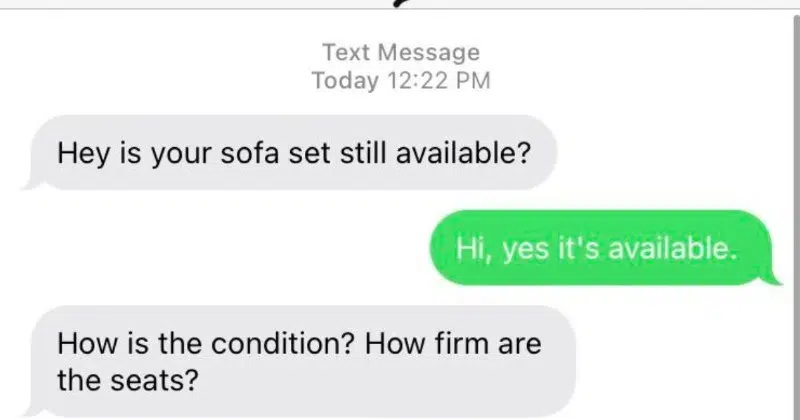 Text Message
Today 12:22 PM
Hey is your sofa set still available?
Hi, yes it's available.
How is the condition? How firm are
the seats?